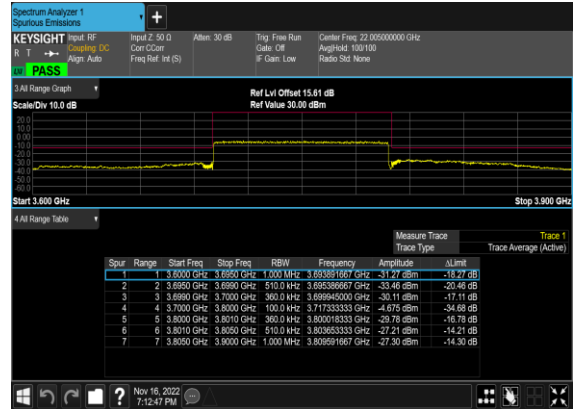 Spectrum Analyzer 1
Spurious Emissions
KEYSIGHT Input: RF Input Z: 50 Ω Atten: 30 dB Trig: Free Run Center Freq: 22.005000000 GHz
R T Coupling: DC Corr CCorr Gate: Off Avg|Hold: 100/100
Align: Auto Freq Ref: Int (S) IF Gain: Low Radio Std: None
PASS
3 All Range Graph
Ref Lvl Offset 15.61 dB
Scale/Div 10.0 dB Ref Value 30.00 dBm
20.0
10.0
0.00
-10.0
-20.0
-30.0
-40.0
-50.0
-60.0
Start 3.600 GHz Stop 3.900 GHz
4 All Range Table
Measure Trace Trace 1
Trace Type Trace Average (Active)
Spur Range Start Freq Stop Freq RBW Frequency Amplitude ΔLimit
1 1 3.6000 GHz 3.6950 GHz 1.000 MHz 3.693891667 GHz -31.27 dBm -18.27 dB
2 2 3.6950 GHz 3.6990 GHz 510.0 kHz 3.695386667 GHz -33.46 dBm -20.46 dB
3 3 3.6990 GHz 3.7000 GHz 360.0 kHz 3.699945000 GHz -30.11 dBm -17.11 dB
4 4 3.7000 GHz 3.8000 GHz 100.0 kHz 3.717333333 GHz -4.675 dBm -34.68 dB
5 5 3.8000 GHz 3.8010 GHz 360.0 kHz 3.800018333 GHz -29.78 dBm -16.78 dB
6 6 3.8010 GHz 3.8050 GHz 510.0 kHz 3.803653333 GHz -27.21 dBm -14.21 dB
7 7 3.8050 GHz 3.9000 GHz 1.000 MHz 3.809591667 GHz -27.30 dBm -14.30 dB
Nov 16, 2022
7:12:47 PM